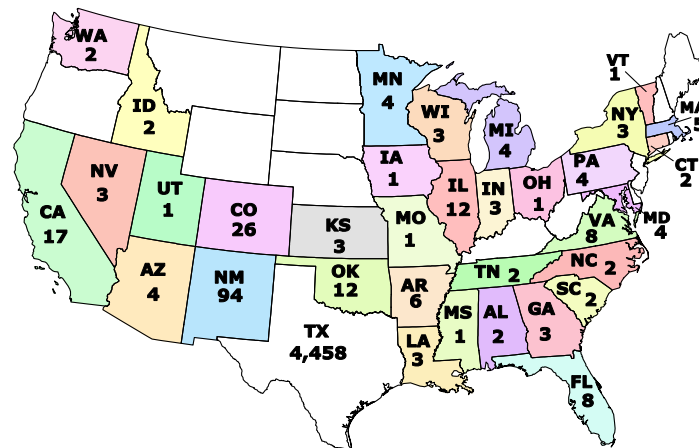 WA
2
VT
1
MN
4
ID
2
WI
3
MI
4
NY
3
MA
5
CT
2
PA
4
NV
3
UT
1
CO
26
CA
17
IA
1
IL
12
IN
3
OH
1
KS
3
MO
1
VA
8
MD
4
AZ
4
NM
94
OK
12
AR
6
TN 2
NC 2
SC 2
MS
1
AL
2
GA
3
TX
4,458
LA
3
FL
8